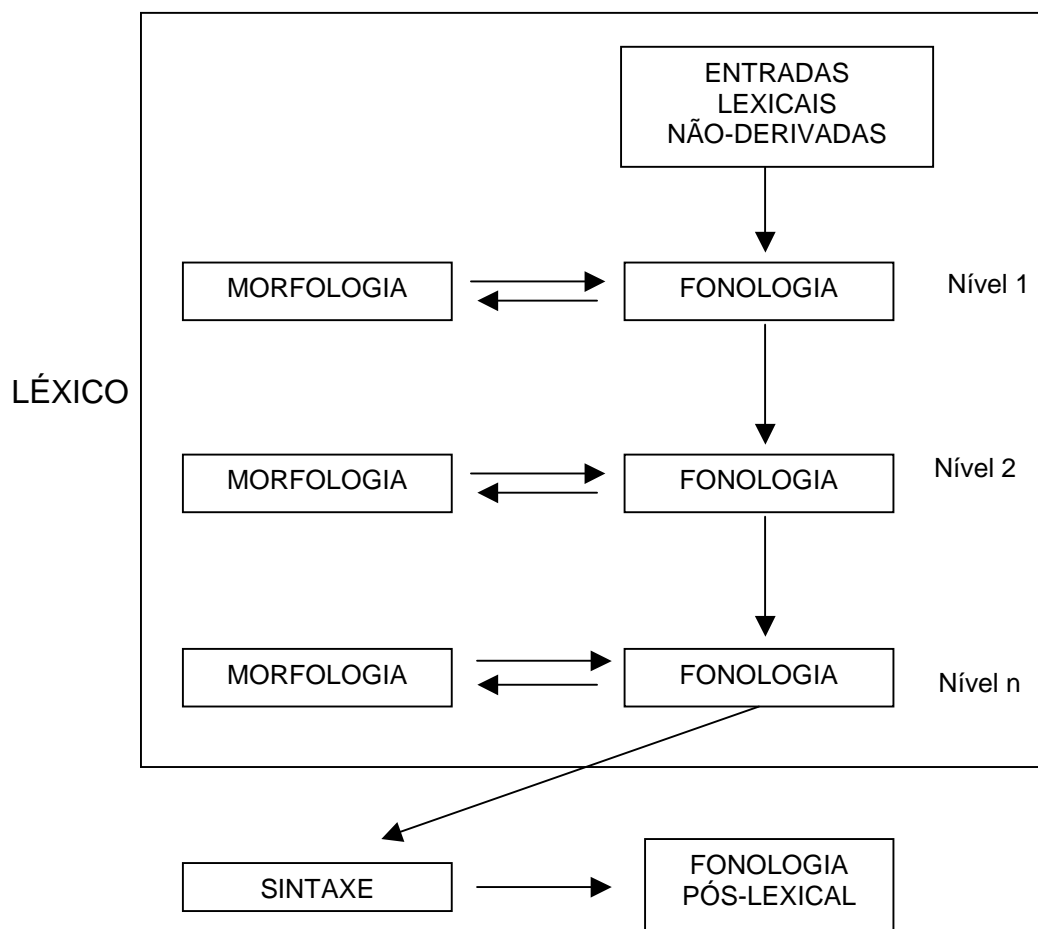 ENTRADAS
LEXICAIS
NÃO-DERIVADAS
MORFOLOGIA
FONOLOGIA
Nível 1
LÉXICO
MORFOLOGIA
FONOLOGIA
Nível 2
MORFOLOGIA
FONOLOGIA
Nível n
SINTAXE
FONOLOGIA
PÓS-LEXICAL